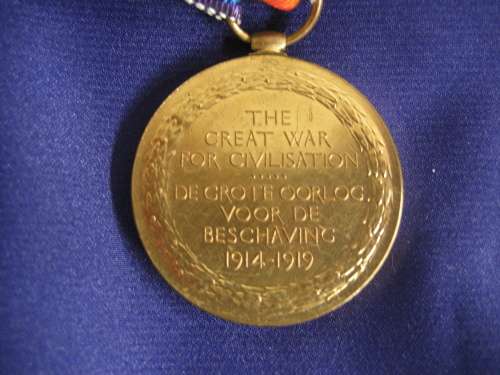 THE
GREAT WAR
FOR CIVILISATION
.....
DE GROTE OORLOG
VOOR DE
BESCHAVING
1914-1919